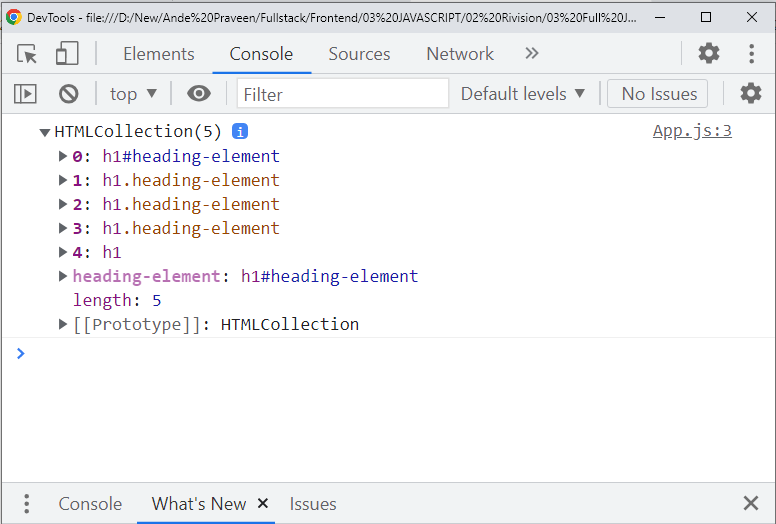 DevTools - file:///D:/New/Ande%20Praveen/Fullstack/Frontend/03%20JAVASCRIPT/02%20Rivision/03%20Full%20J...
Elements Console Sources Network »
top ▼ Filter Default levels ▼ No Issues
▼HTMLCollection(5) i App.js:3
▶0: h1#heading-element
▶1: h1.heading-element
▶2: h1.heading-element
▶3: h1.heading-element
▶4: h1
▶heading-element: h1#heading-element
length: 5
▶[[Prototype]]: HTMLCollection
Console What's New × Issues